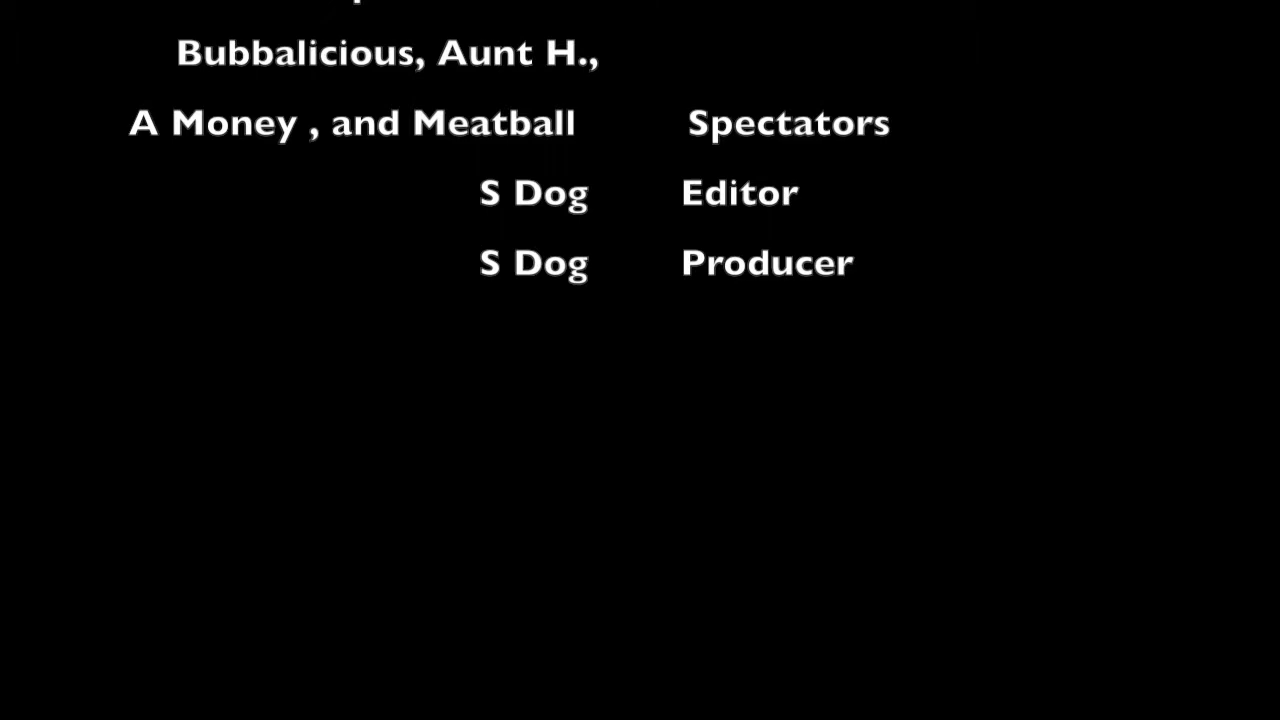 Bubbalicious, Aunt H.,
A Money , and Meatball Spectators
S Dog Editor
S Dog Producer